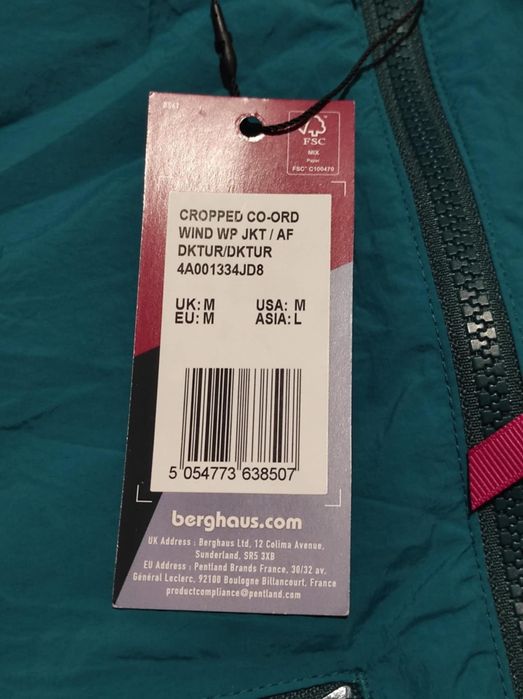 FSC
MIX
Paper
FSC® C100470
CROPPED CO-ORD
WIND WP JKT / AF
DKTUR/DKTUR
4A001334JD8
UK: M USA: M
EU: M ASIA: L
5 054773 638507
berghaus.com
UK Address : Berghaus Ltd, 12 Colima Avenue,
Sunderland, SR5 3XB
EU Address : Pentland Brands France, 30/32 av.
Général Leclerc, 92100 Boulogne Billancourt, France
productcompliance@pentland.com